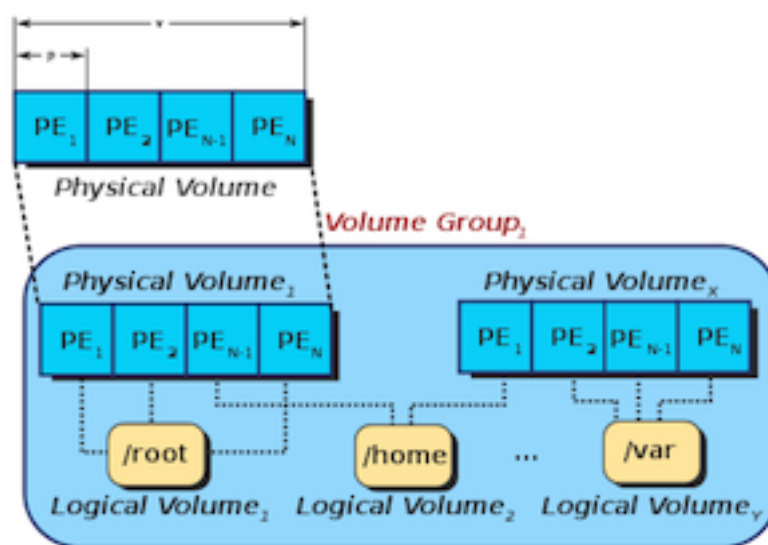 v
p
PE1 PE2 PEN-1 PEN
Physical Volume
Volume Group1
Physical Volume1 Physical VolumeX
PE1 PE2 PEN-1 PEN PE1 PE2 PEN-1 PEN
/root /home ... /var
Logical Volume1 Logical Volume2 Logical VolumeY